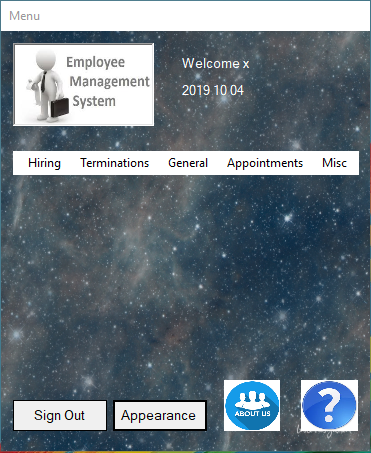 Menu
Employee
Management
System
Welcome x
2019 10 04
Hiring Terminations General Appointments Misc
Sign Out
Appearance
ABOUT US
?